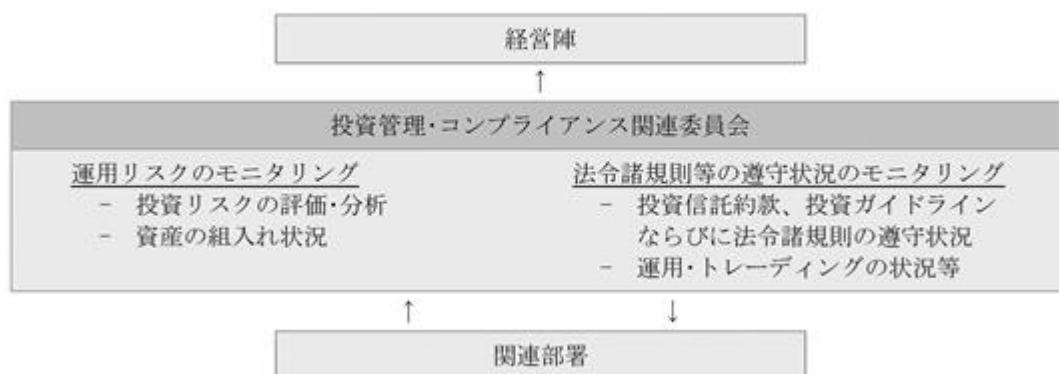 経営陣
↑
投資管理･コンプライアンス関連委員会
運用リスクのモニタリング
− 投資リスクの評価･分析
− 資産の組入れ状況
法令諸規則等の遵守状況のモニタリング
− 投資信託約款、投資ガイドライン
ならびに法令諸規則の遵守状況
− 運用･トレーディングの状況等
↑ ↓
関連部署